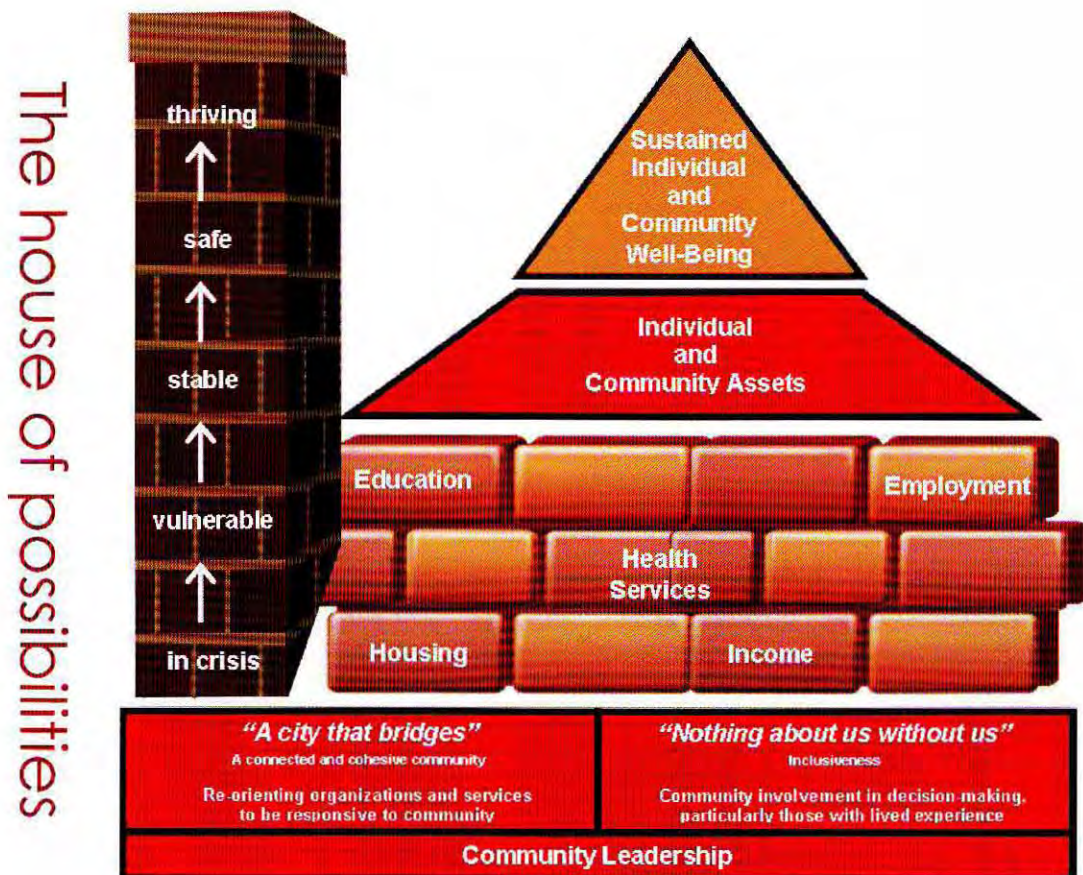 The house of possibilities
thriving
safe
stable
vulnerable
in crisis
Sustained
Individual
and
Community
Well-Being
Individual
and
Community Assets
Education
Employment
Health
Services
Housing
Income
"A city that bridges"
A connected and cohesive community
Re-orienting organizations and services
to be responsive to community
"Nothing about us without us"
Inclusiveness
Community involvement in decision-making,
particularly those with lived experience
Community Leadership